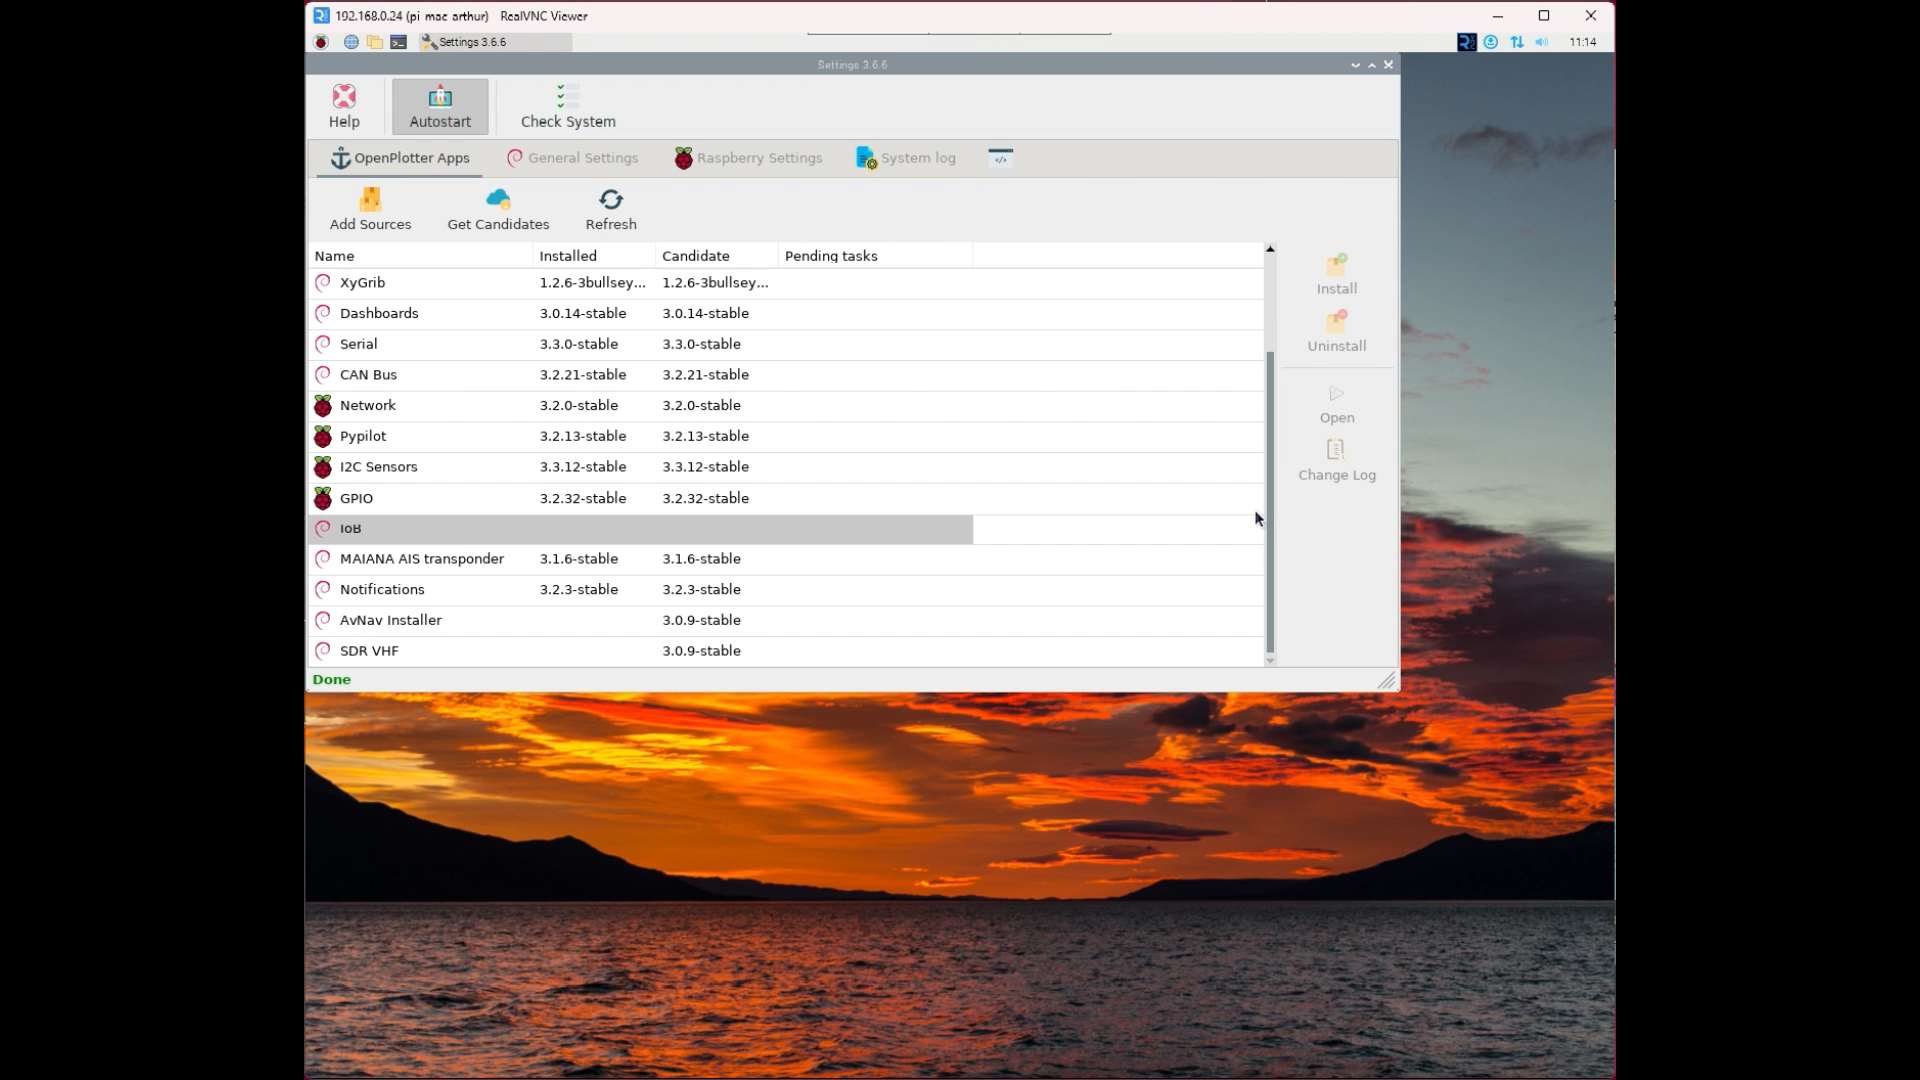 192.168.0.24 (pi mac arthur) RealVNC Viewer
Settings 3.6.6
11:14
Settings 3.6.6
Help
Autostart
Check System
OpenPlotter Apps
General Settings
Raspberry Settings
System log
</>
Add Sources
Get Candidates
Refresh
Name Installed Candidate Pending tasks
XyGrib 1.2.6-3bullsey... 1.2.6-3bullsey...
Dashboards 3.0.14-stable 3.0.14-stable
Serial 3.3.0-stable 3.3.0-stable
CAN Bus 3.2.21-stable 3.2.21-stable
Network 3.2.0-stable 3.2.0-stable
Pypilot 3.2.13-stable 3.2.13-stable
I2C Sensors 3.3.12-stable 3.3.12-stable
GPIO 3.2.32-stable 3.2.32-stable
IoB
MAIANA AIS transponder 3.1.6-stable 3.1.6-stable
Notifications 3.2.3-stable 3.2.3-stable
AvNav Installer 3.0.9-stable
SDR VHF 3.0.9-stable
Install
Uninstall
Open
Change Log
Done